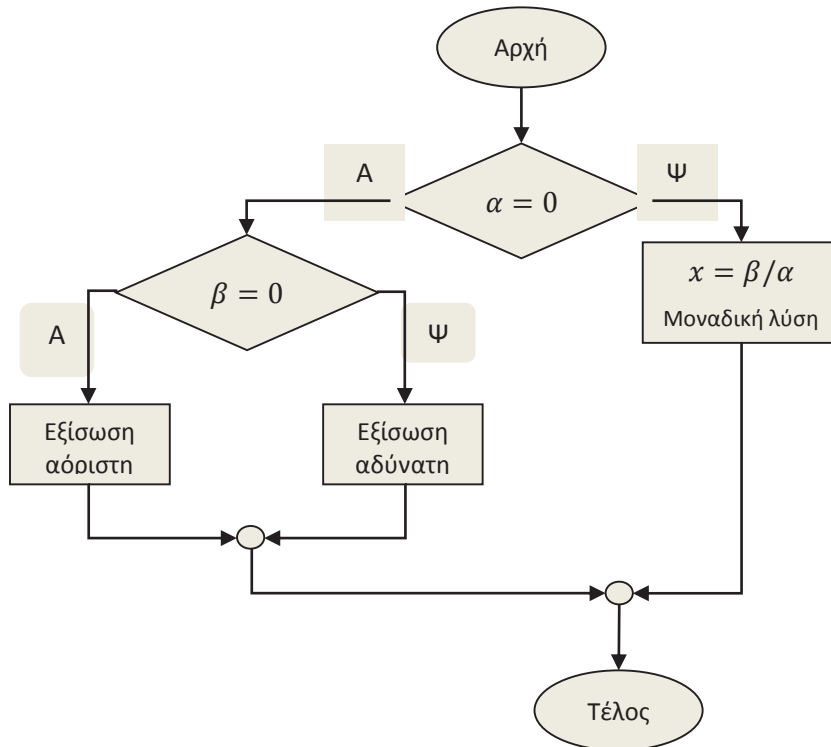 Αρχή
Α
α = 0
Ψ
β = 0
x = β/α
Μοναδική λύση
Α
Ψ
Εξίσωση
αόριστη
Εξίσωση
αδύνατη
Τέλος